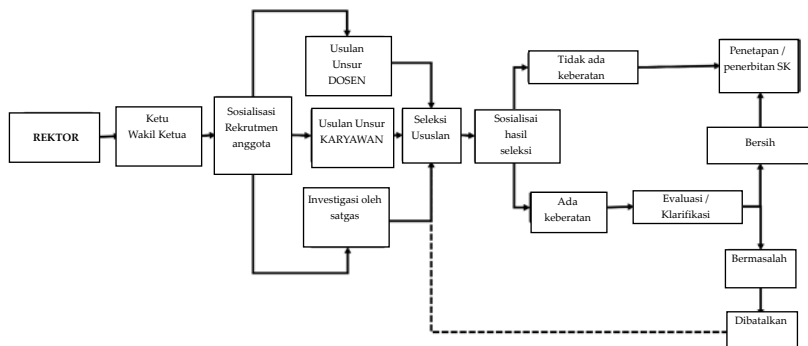 REKTOR
Ketu
Wakil Ketua
Sosialisasi
Rekrutmen
anggota
Usulan
Unsur
DOSEN
Usulan Unsur
KARYAWAN
Investigasi oleh
satgas
Seleksi
Ususlan
Sosialisai
hasil
seleksi
Tidak ada
keberatan
Ada
keberatan
Evaluasi /
Klarifikasi
Penetapan /
penerbitan SK
Bersih
Bermasalah
Dibatalkan